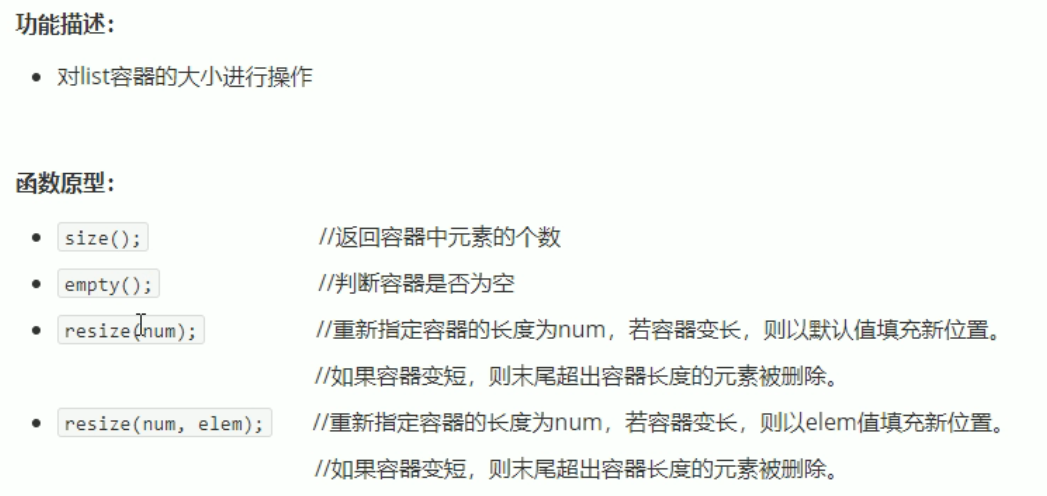 功能描述：
对list容器的大小进行操作
函数原型：
size(); //返回容器中元素的个数
empty(); //判断容器是否为空
resize(num); //重新指定容器的长度为num，若容器变长，则以默认值填充新位置。
//如果容器变短，则末尾超出容器长度的元素被删除。
resize(num, elem); //重新指定容器的长度为num，若容器变长，则以elem值填充新位置。
//如果容器变短，则末尾超出容器长度的元素被删除。